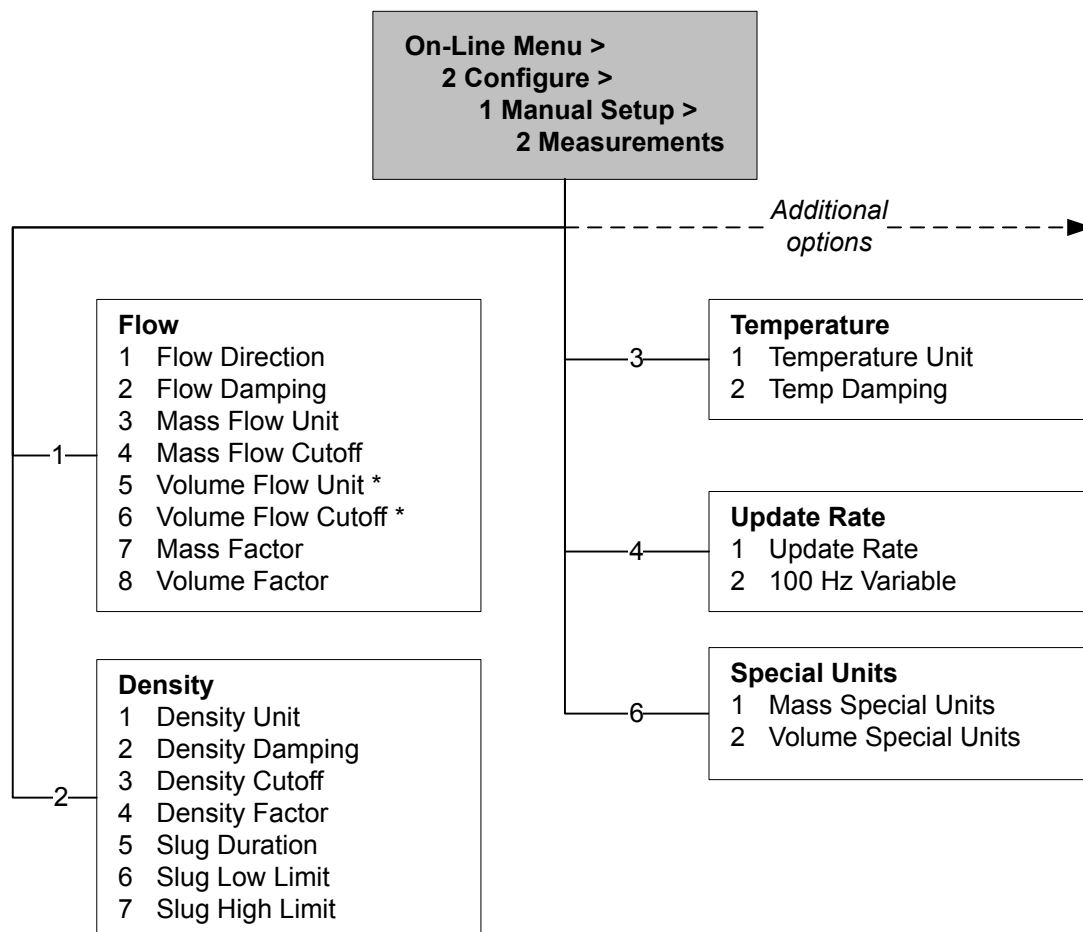 On-Line Menu >
2 Configure >
1 Manual Setup >
2 Measurements
Additional
options
1
Flow
1 Flow Direction
2 Flow Damping
3 Mass Flow Unit
4 Mass Flow Cutoff
5 Volume Flow Unit *
6 Volume Flow Cutoff *
7 Mass Factor
8 Volume Factor
2
Density
1 Density Unit
2 Density Damping
3 Density Cutoff
4 Density Factor
5 Slug Duration
6 Slug Low Limit
7 Slug High Limit
3
Temperature
1 Temperature Unit
2 Temp Damping
4
Update Rate
1 Update Rate
2 100 Hz Variable
6
Special Units
1 Mass Special Units
2 Volume Special Units